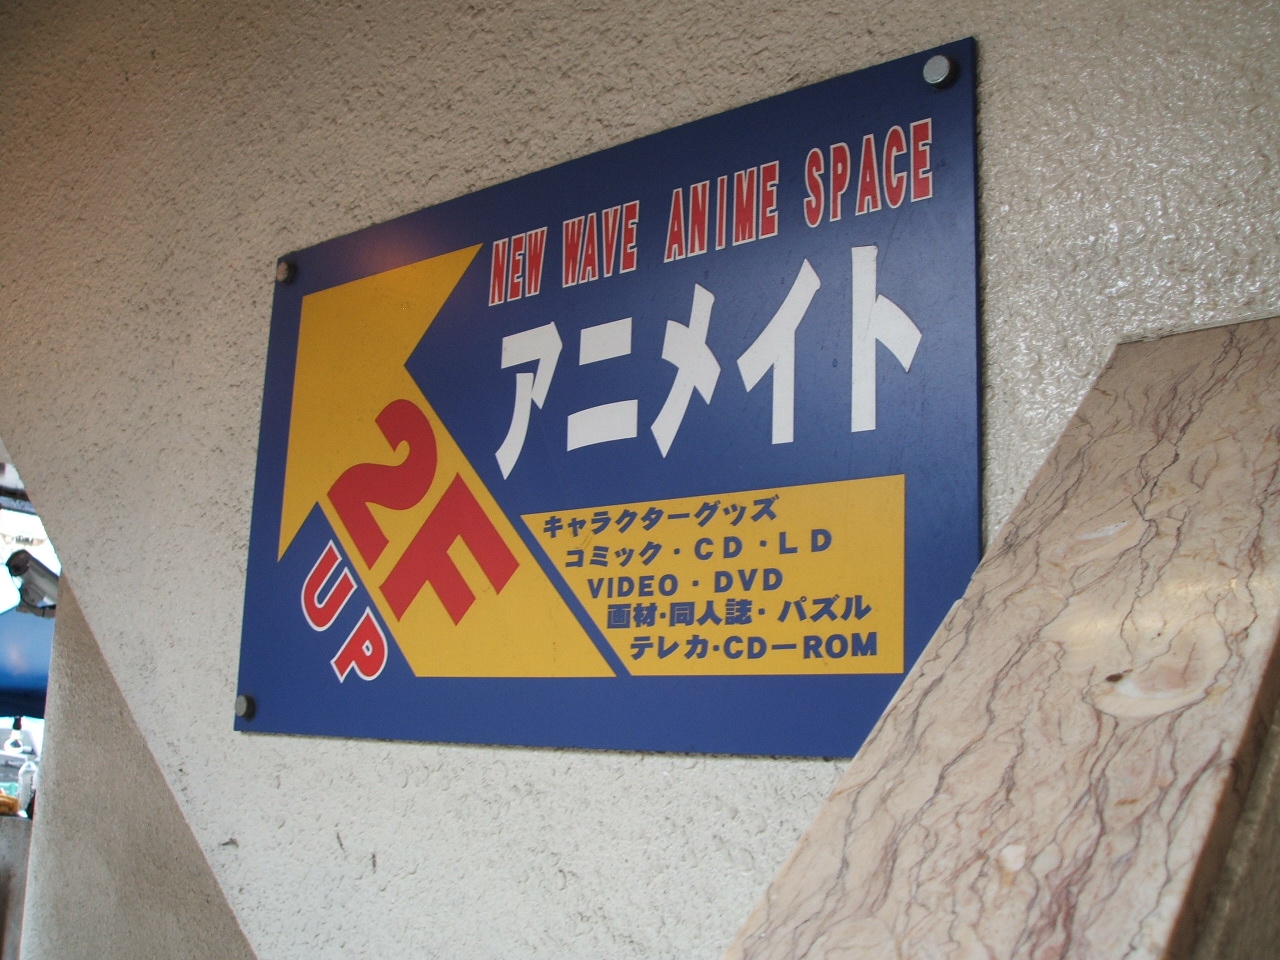 NEW WAVE ANIME SPACE
アニメイト
2F
UP
キャラクターグッズ
コミック・CD・LD
VIDEO・DVD
画材・同人誌・パズル
テレカ・CD－ROM